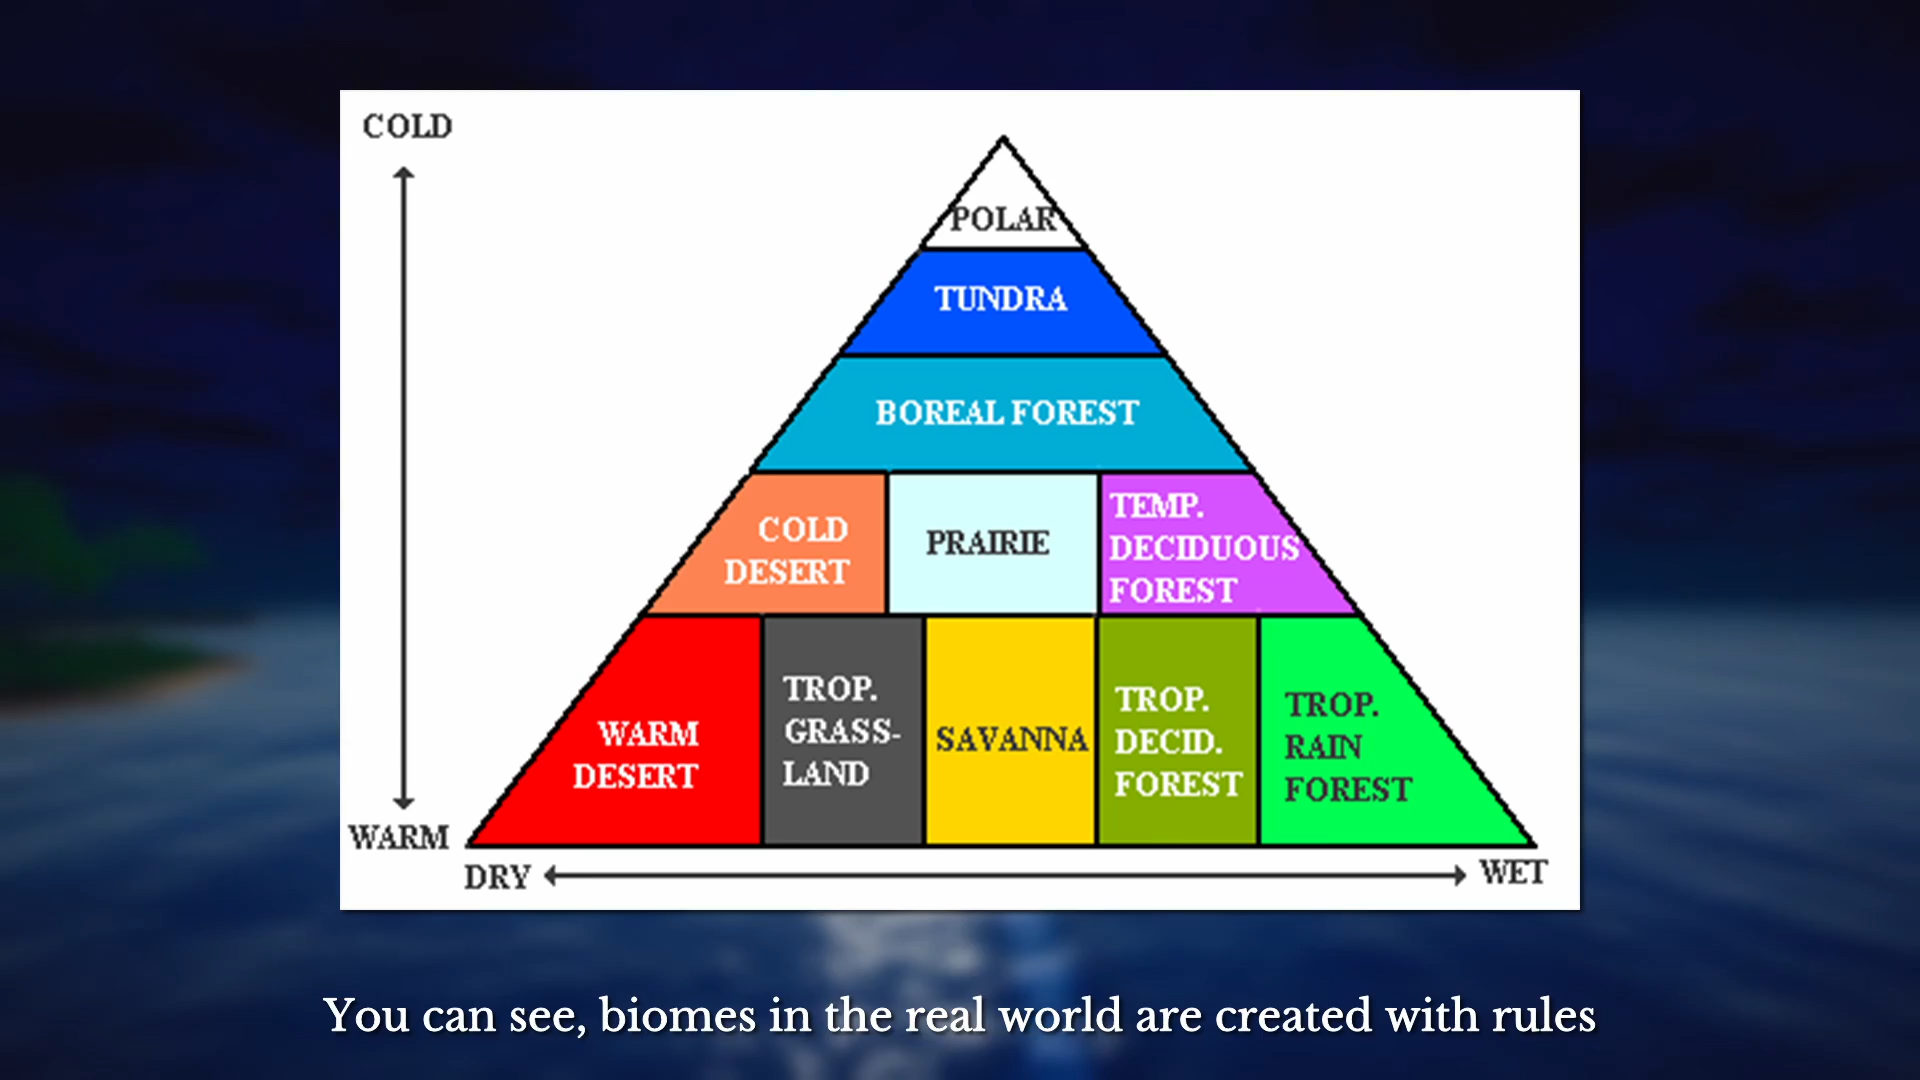 COLD
POLAR
TUNDRA
BOREAL FOREST
COLD
DESERT
PRAIRIE
TEMP.
DECIDUOUS
FOREST
WARM
DESERT
TROP.
GRASS-
LAND
SAVANNA
TROP.
DECID.
FOREST
TROP.
RAIN
FOREST
WARM
DRY
WET
You can see, biomes in the real world are created with rules